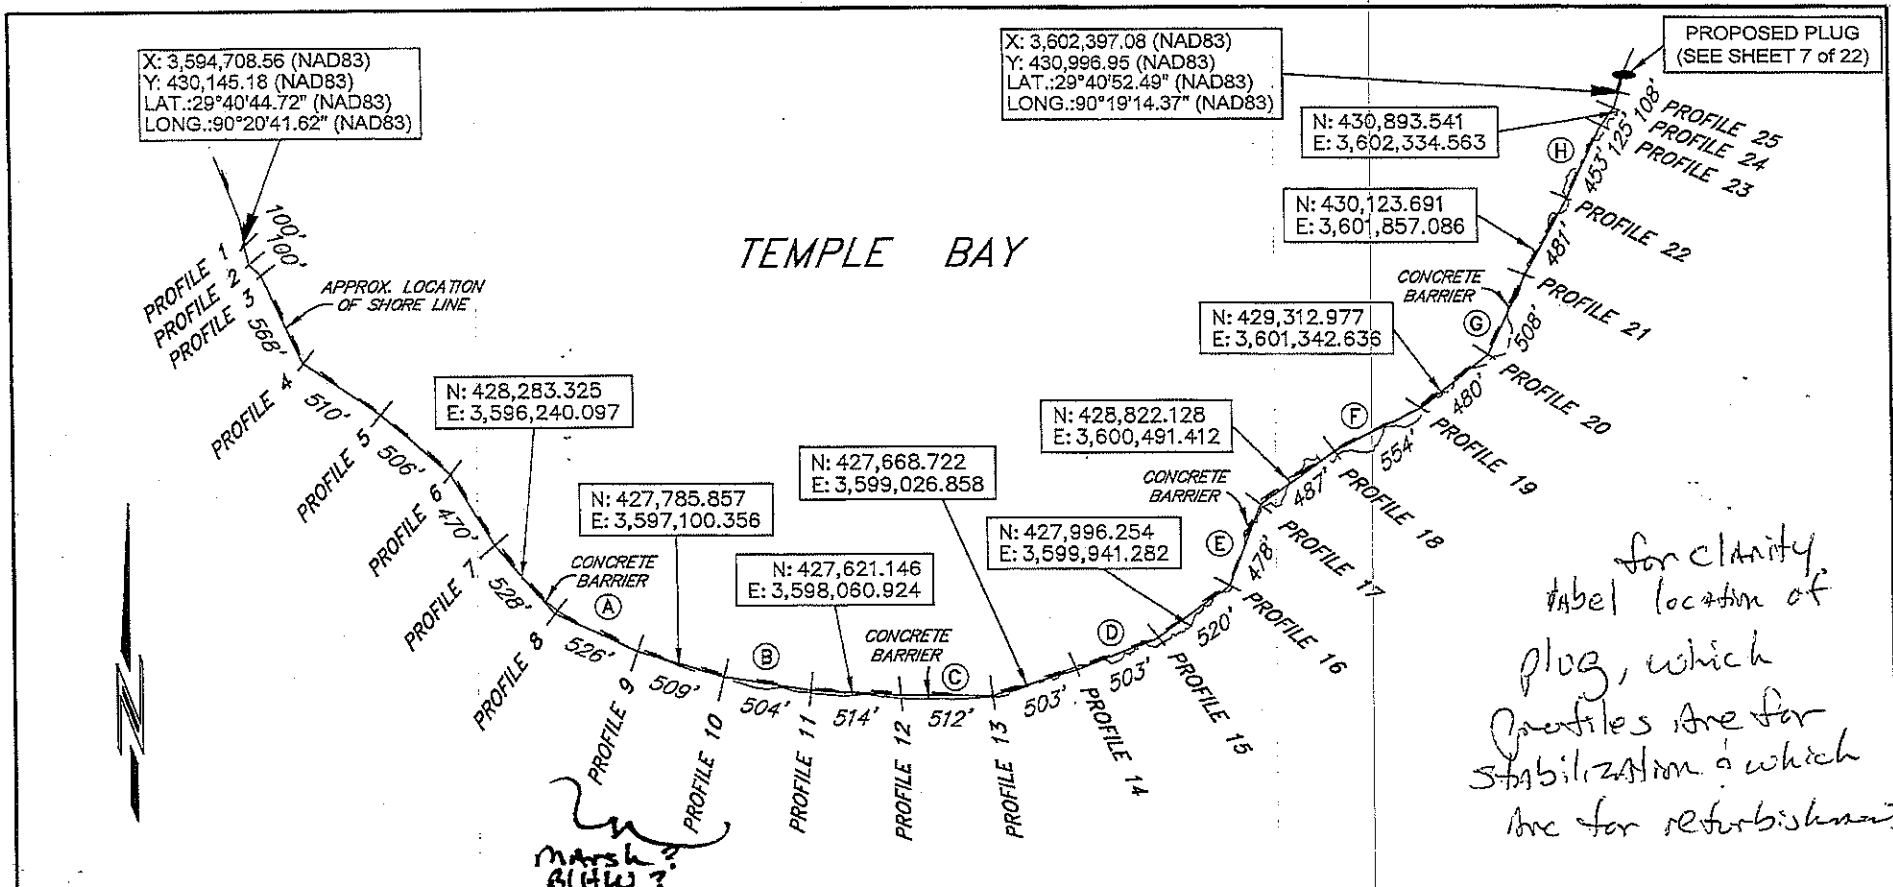 X: 3,594,708.56 (NAD83)
Y: 430,145.18 (NAD83)
LAT.:29°40'44.72" (NAD83)
LONG.:90°20'41.62" (NAD83)
X: 3,602,397.08 (NAD83)
Y: 430,996.95 (NAD83)
LAT.:29°40'52.49" (NAD83)
LONG.:90°19'14.37" (NAD83)
PROPOSED PLUG
(SEE SHEET 7 of 22)
N: 430,893.541
E: 3,602,334.563
N: 430,123.691
E: 3,601,857.086
TEMPLE BAY
APPROX. LOCATION
OF SHORE LINE
CONCRETE
BARRIER
N: 429,312.977
E: 3,601,342.636
N: 428,283.325
E: 3,596,240.097
N: 428,822.128
E: 3,600,491.412
N: 427,668.722
E: 3,599,026.858
CONCRETE
BARRIER
N: 427,785.857
E: 3,597,100.356
N: 427,996.254
E: 3,599,941.282
CONCRETE
BARRIER
N: 427,621.146
E: 3,598,060.924
CONCRETE
BARRIER
PROFILE 1
100'
PROFILE 2
100'
PROFILE 3
568'
PROFILE 4
510'
PROFILE 5
506'
PROFILE 6
470'
PROFILE 7
528'
PROFILE 8
A
526'
PROFILE 9
509'
PROFILE 10
B
504'
PROFILE 11
514'
PROFILE 12
C
512'
PROFILE 13
503'
PROFILE 14
D
503'
PROFILE 15
520'
PROFILE 16
E
478'
PROFILE 17
487'
PROFILE 18
F
554'
PROFILE 19
480'
PROFILE 20
G
508'
PROFILE 21
481'
PROFILE 22
H
453'
PROFILE 23
125'
PROFILE 24
108'
PROFILE 25
N
for clarity,
label location of
plug, which
profiles are for
stabilization & which
are for refurbishment
Marsh?
BLHW?